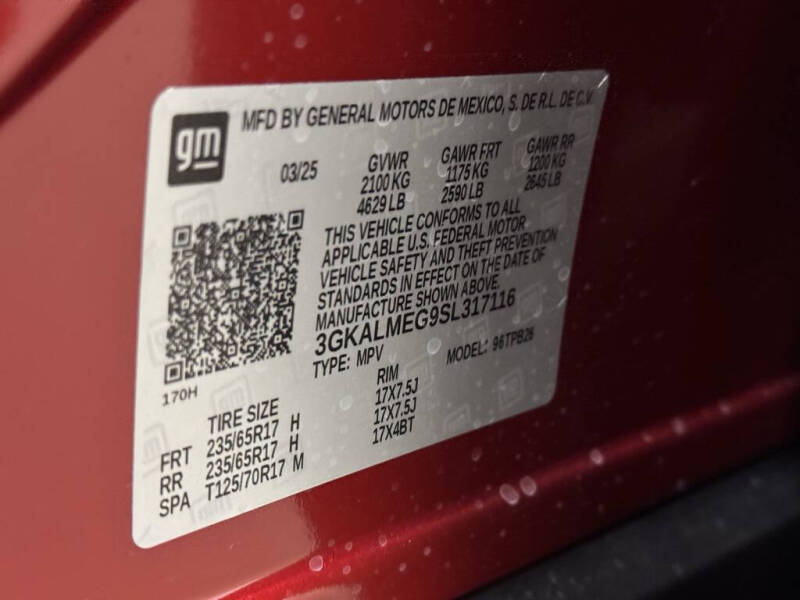 gm
MFD BY GENERAL MOTORS DE MEXICO, S. DE R.L. DE C.V.
03/25
GVWR
2100 KG
4629 LB
GAWR FRT
1175 KG
2590 LB
GAWR RR
1200 KG
2645 LB
THIS VEHICLE CONFORMS TO ALL
APPLICABLE U.S. FEDERAL MOTOR
VEHICLE SAFETY AND THEFT PREVENTION
STANDARDS IN EFFECT ON THE DATE OF
MANUFACTURE SHOWN ABOVE.
3GKALMEG9SL317116
TYPE: MPV MODEL: 96TPB26
170H
TIRE SIZE RIM
FRT 235/65R17 H 17X7.5J
RR 235/65R17 H 17X7.5J
SPA T125/70R17 M 17X4BT